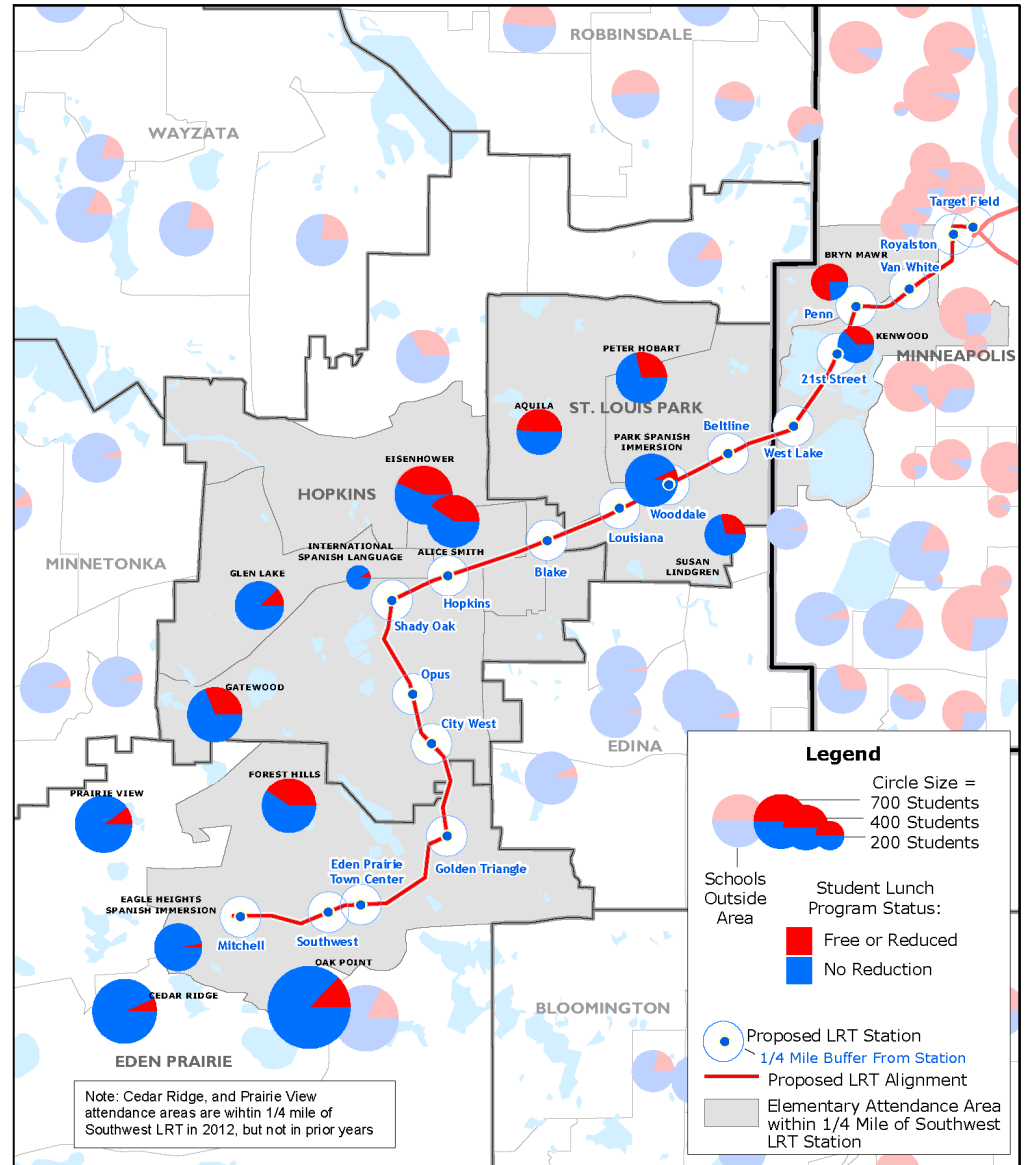 ROBBINSDALE
WAYZATA
Target Field
Royalston
BRYN MAWR
Van White
Penn
KENWOOD
MINNEAPOLIS
21st Street
PETER HOBART
AQUILA
ST. LOUIS PARK
Beltline
West Lake
PARK SPANISH
IMMERSION
EISENHOWER
HOPKINS
Wooddale
Louisiana
INTERNATIONAL
SPANISH LANGUAGE
ALICE SMITH
MINNETONKA
GLEN LAKE
Blake
SUSAN
LINDGREN
Hopkins
Shady Oak
Opus
GATEWOOD
City West
EDINA
FOREST HILLS
PRAIRIE VIEW
Golden Triangle
Eden Prairie
Town Center
EAGLE HEIGHTS
SPANISH IMMERSION
Mitchell
Southwest
OAK POINT
CEDAR RIDGE
BLOOMINGTON
EDEN PRAIRIE
Note: Cedar Ridge, and Prairie View
attendance areas are wihtin 1/4 mile of
Southwest LRT in 2012, but not in prior years
Legend
Circle Size =
700 Students
400 Students
200 Students
Schools
Outside
Area
Student Lunch
Program Status:
Free or Reduced
No Reduction
Proposed LRT Station
1/4 Mile Buffer From Station
Proposed LRT Alignment
Elementary Attendance Area
within 1/4 Mile of Southwest
LRT Station